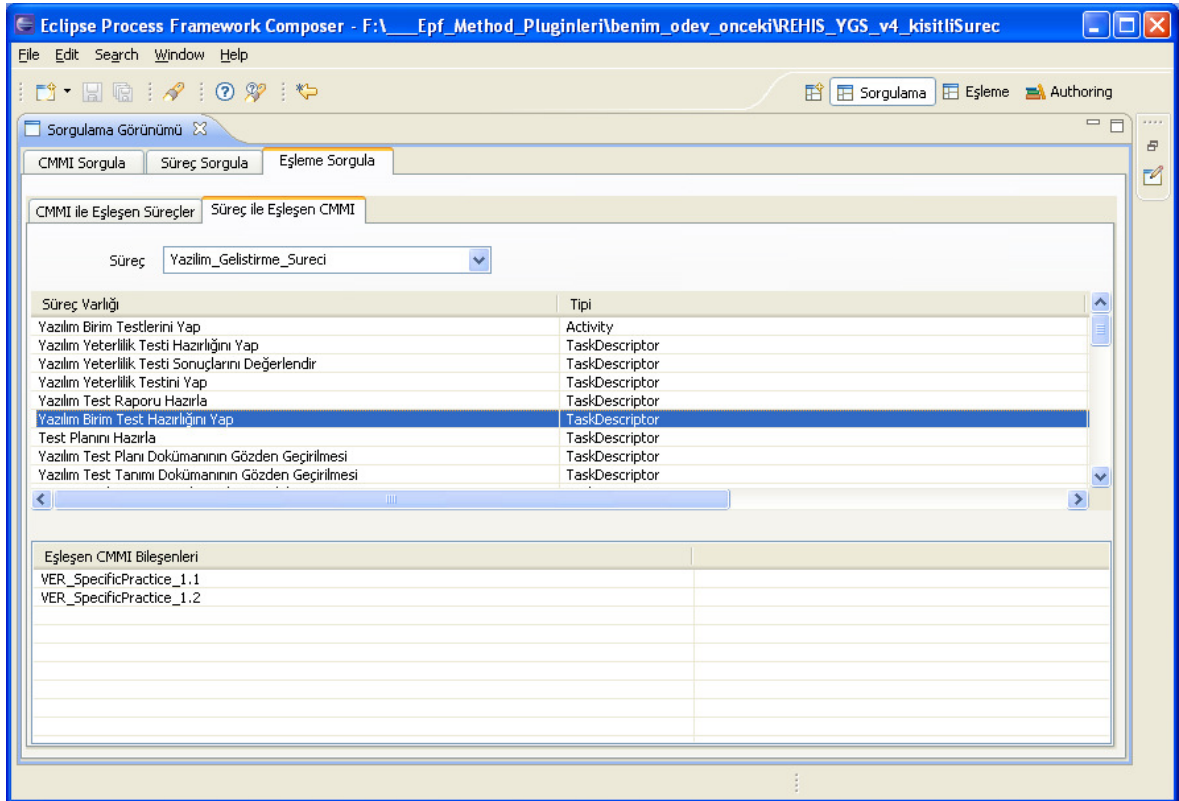 Eclipse Process Framework Composer - F:\___Epf_Method_Pluginleri\benim_odev_onceki\REHIS_YGS_v4_kisitliSurec
File Edit Search Window Help
Sorgulama Eşleme Authoring
Sorgulama Görünümü
CMMI Sorgula Süreç Sorgula Eşleme Sorgula
CMMI ile Eşleşen Süreçler Süreç ile Eşleşen CMMI
Süreç Yazilim_Gelistirme_Sureci
Süreç Varlığı Tipi
Yazılım Birim Testlerini Yap Activity
Yazılım Yeterlilik Testi Hazırlığını Yap TaskDescriptor
Yazılım Yeterlilik Testi Sonuçlarını Değerlendir TaskDescriptor
Yazılım Yeterlilik Testini Yap TaskDescriptor
Yazılım Test Raporu Hazırla TaskDescriptor
Yazılım Birim Test Hazırlığını Yap TaskDescriptor
Test Planını Hazırla TaskDescriptor
Yazılım Test Planı Dokümanının Gözden Geçirilmesi TaskDescriptor
Yazılım Test Tanımı Dokümanının Gözden Geçirilmesi TaskDescriptor
Eşleşen CMMI Bileşenleri
VER_SpecificPractice_1.1
VER_SpecificPractice_1.2